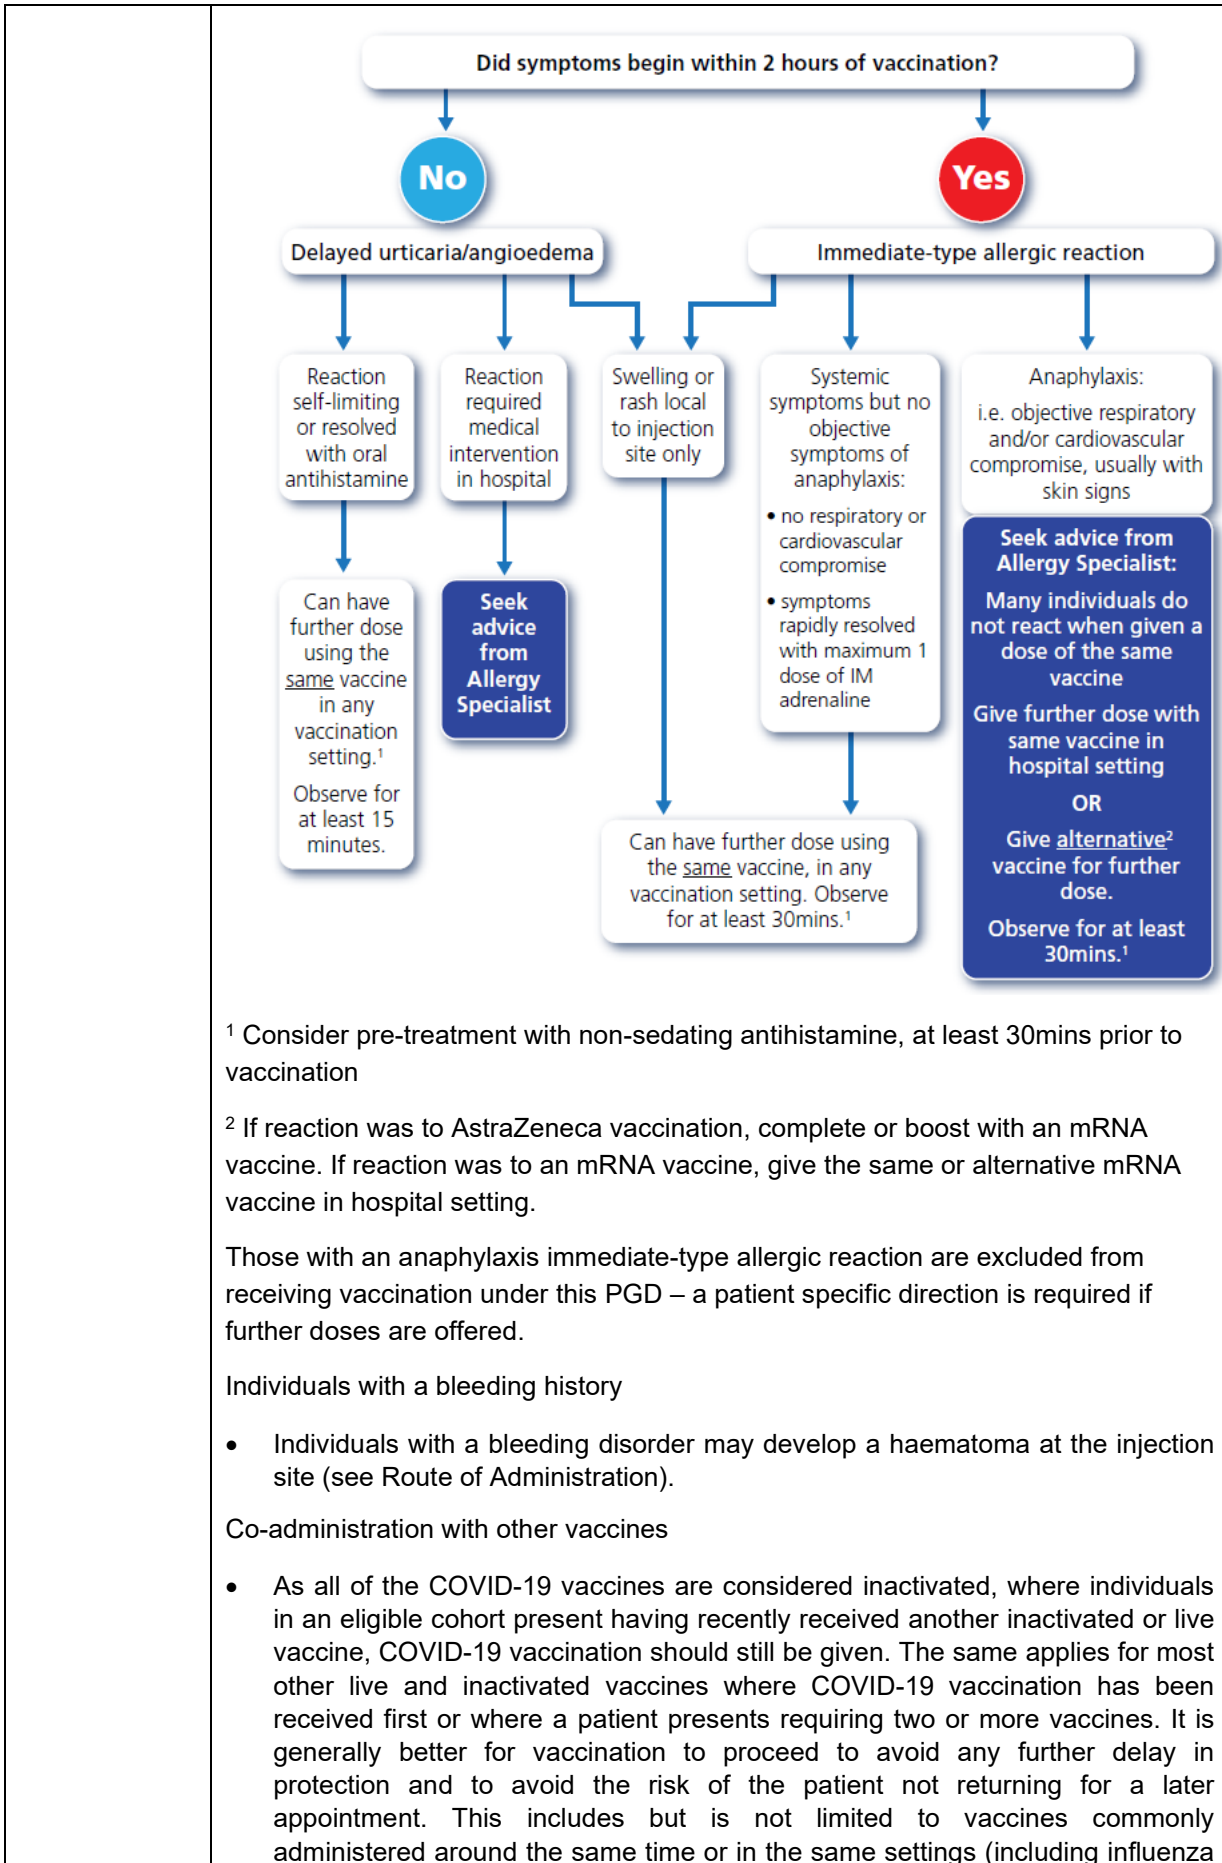 Did symptoms begin within 2 hours of vaccination?
No
Yes
Delayed urticaria/angioedema
Immediate-type allergic reaction
Reaction
self-limiting
or resolved
with oral
antihistamine
Reaction
required
medical
intervention
in hospital
Swelling or
rash local
to injection
site only
Systemic
symptoms but no
objective
symptoms of
anaphylaxis:
• no respiratory or
cardiovascular
compromise
• symptoms
rapidly resolved
with maximum 1
dose of IM
adrenaline
Anaphylaxis:
i.e. objective respiratory
and/or cardiovascular
compromise, usually with
skin signs
Can have
further dose
using the
same vaccine
in any
vaccination
setting.¹
Observe for
at least 15
minutes.
Seek
advice
from
Allergy
Specialist
Can have further dose using
the same vaccine, in any
vaccination setting. Observe
for at least 30mins.¹
Seek advice from
Allergy Specialist:
Many individuals do
not react when given a
dose of the same
vaccine
Give further dose with
same vaccine in
hospital setting
OR
Give alternative²
vaccine for further
dose.
Observe for at least
30mins.¹
¹ Consider pre-treatment with non-sedating antihistamine, at least 30mins prior to
vaccination
² If reaction was to AstraZeneca vaccination, complete or boost with an mRNA
vaccine. If reaction was to an mRNA vaccine, give the same or alternative mRNA
vaccine in hospital setting.
Those with an anaphylaxis immediate-type allergic reaction are excluded from
receiving vaccination under this PGD – a patient specific direction is required if
further doses are offered.
Individuals with a bleeding history
• Individuals with a bleeding disorder may develop a haematoma at the injection
site (see Route of Administration).
Co-administration with other vaccines
• As all of the COVID-19 vaccines are considered inactivated, where individuals
in an eligible cohort present having recently received another inactivated or live
vaccine, COVID-19 vaccination should still be given. The same applies for most
other live and inactivated vaccines where COVID-19 vaccination has been
received first or where a patient presents requiring two or more vaccines. It is
generally better for vaccination to proceed to avoid any further delay in
protection and to avoid the risk of the patient not returning for a later
appointment. This includes but is not limited to vaccines commonly
administered around the same time or in the same settings (including influenza